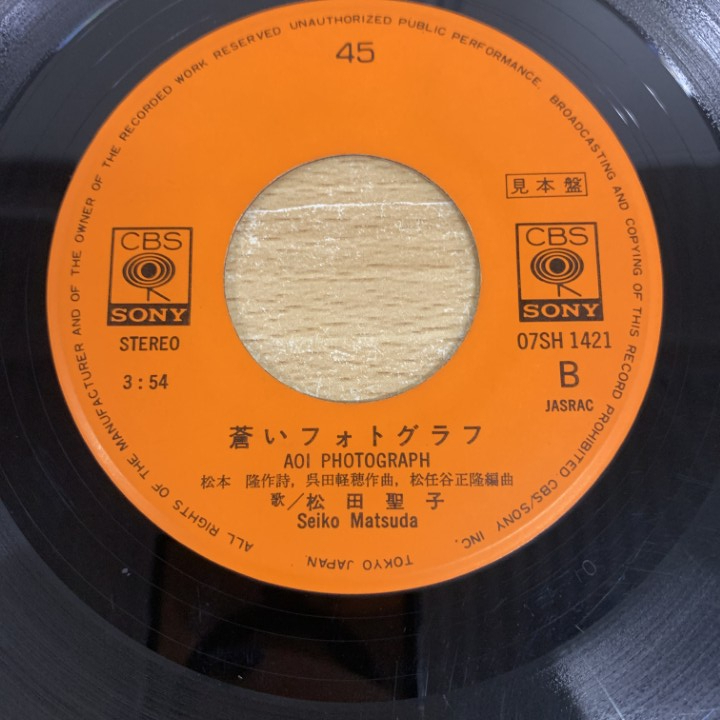 ALL RIGHTS OF THE MANUFACTURER AND OF THE OWNER OF THE RECORDED WORK RESERVED UNAUTHORIZED PUBLIC PERFORMANCE. BROADCASTING AND COPYING OF THIS RECORD PROHIBITED CBS/SONY INC. TOKYO JAPAN.
45
見本盤
CBS
SONY
STEREO
3:54
CBS
SONY
07SH 1421
B
JASRAC
蒼いフォトグラフ
AOI PHOTOGRAPH
松本 隆作詩, 呉田軽穂作曲, 松任谷正隆編曲
歌/松田聖子
Seiko Matsuda